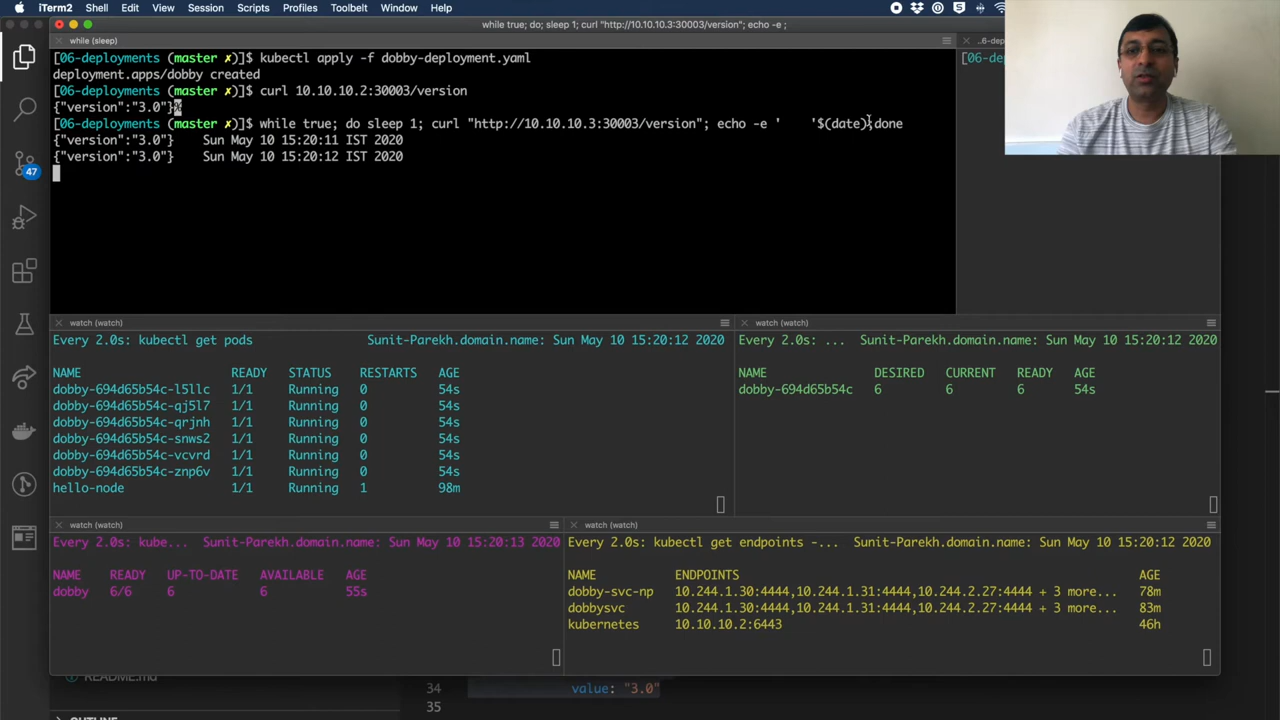 iTerm2 Shell Edit View Session Scripts Profiles Toolbelt Window Help
while true; do; sleep 1; curl "http://10.10.10.3:30003/version"; echo -e ;
while (sleep)
..6-dep
[06-deployments (master ✗)]$ kubectl apply -f dobby-deployment.yaml
[06-d
deployment.apps/dobby created
[06-deployments (master ✗)]$ curl 10.10.10.2:30003/version
{"version":"3.0"}%
[06-deployments (master ✗)]$ while true; do sleep 1; curl "http://10.10.10.3:30003/version"; echo -e '    '$(date);done
{"version":"3.0"}    Sun May 10 15:20:11 IST 2020
{"version":"3.0"}    Sun May 10 15:20:12 IST 2020
47
watch (watch)
Every 2.0s: kubectl get pods Sunit-Parekh.domain.name: Sun May 10 15:20:12 2020
NAME READY STATUS RESTARTS AGE
dobby-694d65b54c-l5llc 1/1 Running 0 54s
dobby-694d65b54c-qj5l7 1/1 Running 0 54s
dobby-694d65b54c-qrjnh 1/1 Running 0 54s
dobby-694d65b54c-snws2 1/1 Running 0 54s
dobby-694d65b54c-vcvrd 1/1 Running 0 54s
dobby-694d65b54c-znp6v 1/1 Running 0 54s
hello-node 1/1 Running 1 98m
watch (watch)
Every 2.0s: ... Sunit-Parekh.domain.name: Sun May 10 15:20:12 2020
NAME DESIRED CURRENT READY AGE
dobby-694d65b54c 6 6 6 54s
watch (watch)
Every 2.0s: kube... Sunit-Parekh.domain.name: Sun May 10 15:20:13 2020
NAME READY UP-TO-DATE AVAILABLE AGE
dobby 6/6 6 6 55s
watch (watch)
Every 2.0s: kubectl get endpoints -... Sunit-Parekh.domain.name: Sun May 10 15:20:12 2020
NAME ENDPOINTS AGE
dobby-svc-np 10.244.1.30:4444,10.244.1.31:4444,10.244.2.27:4444 + 3 more... 78m
dobbysvc 10.244.1.30:4444,10.244.1.31:4444,10.244.2.27:4444 + 3 more... 83m
kubernetes 10.10.10.2:6443 46h
README.md
34 value: "3.0"
35
OUTLINE